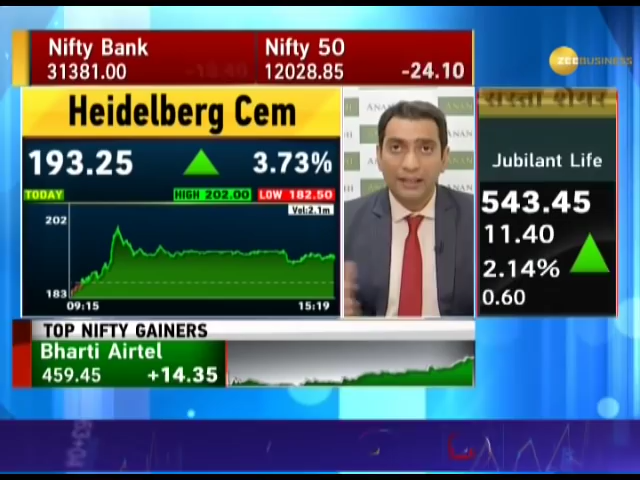 Nifty Bank
31381.00
Nifty 50
12028.85 -24.10
ZEE BUSINESS
Heidelberg Cem
193.25 3.73%
TODAY HIGH 202.00 LOW 182.50
Vol:2.1m
202
183
09:15 15:19
ANAN
सस्ता शेयर
Jubilant Life
543.45
11.40
2.14%
0.60
TOP NIFTY GAINERS
Bharti Airtel
459.45 +14.35